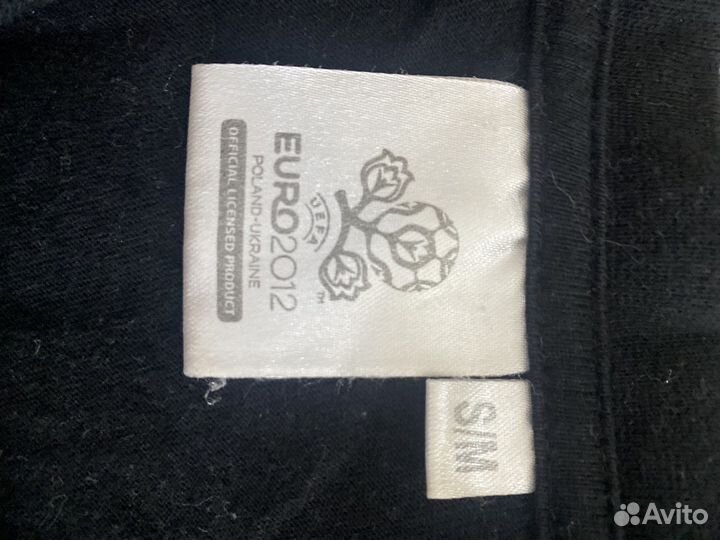 UEFA
™
EURO2012
POLAND-UKRAINE
OFFICIAL LICENSED PRODUCT
S/M
Avito